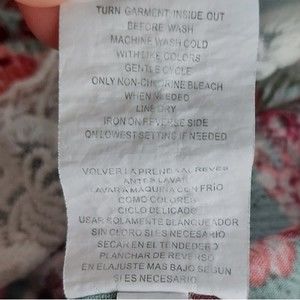 TURN GARMENT INSIDE OUT
BEFORE WASH
MACHINE WASH COLD
WITH LIKE COLORS
GENTLE CYCLE
ONLY NON-CHLORINE BLEACH
WHEN NEEDED
LINE DRY
IRON ON REVERSE SIDE
ON LOWEST SETTING IF NEEDED
VOLVER LA PRENDA AL REVES
ANTES LAVAR
LAVAR A MAQUINA CON FRIO
COMO COLORES
CICLO DELICADO
USAR SOLAMENTE BLANQUEADOR
SIN CLORO SI ES NECESARIO
SECAR EN EL TENDEDERO
PLANCHAR DE REVERSO
EN EL AJUSTE MAS BAJO SEGUN
SI ES NECESARIO